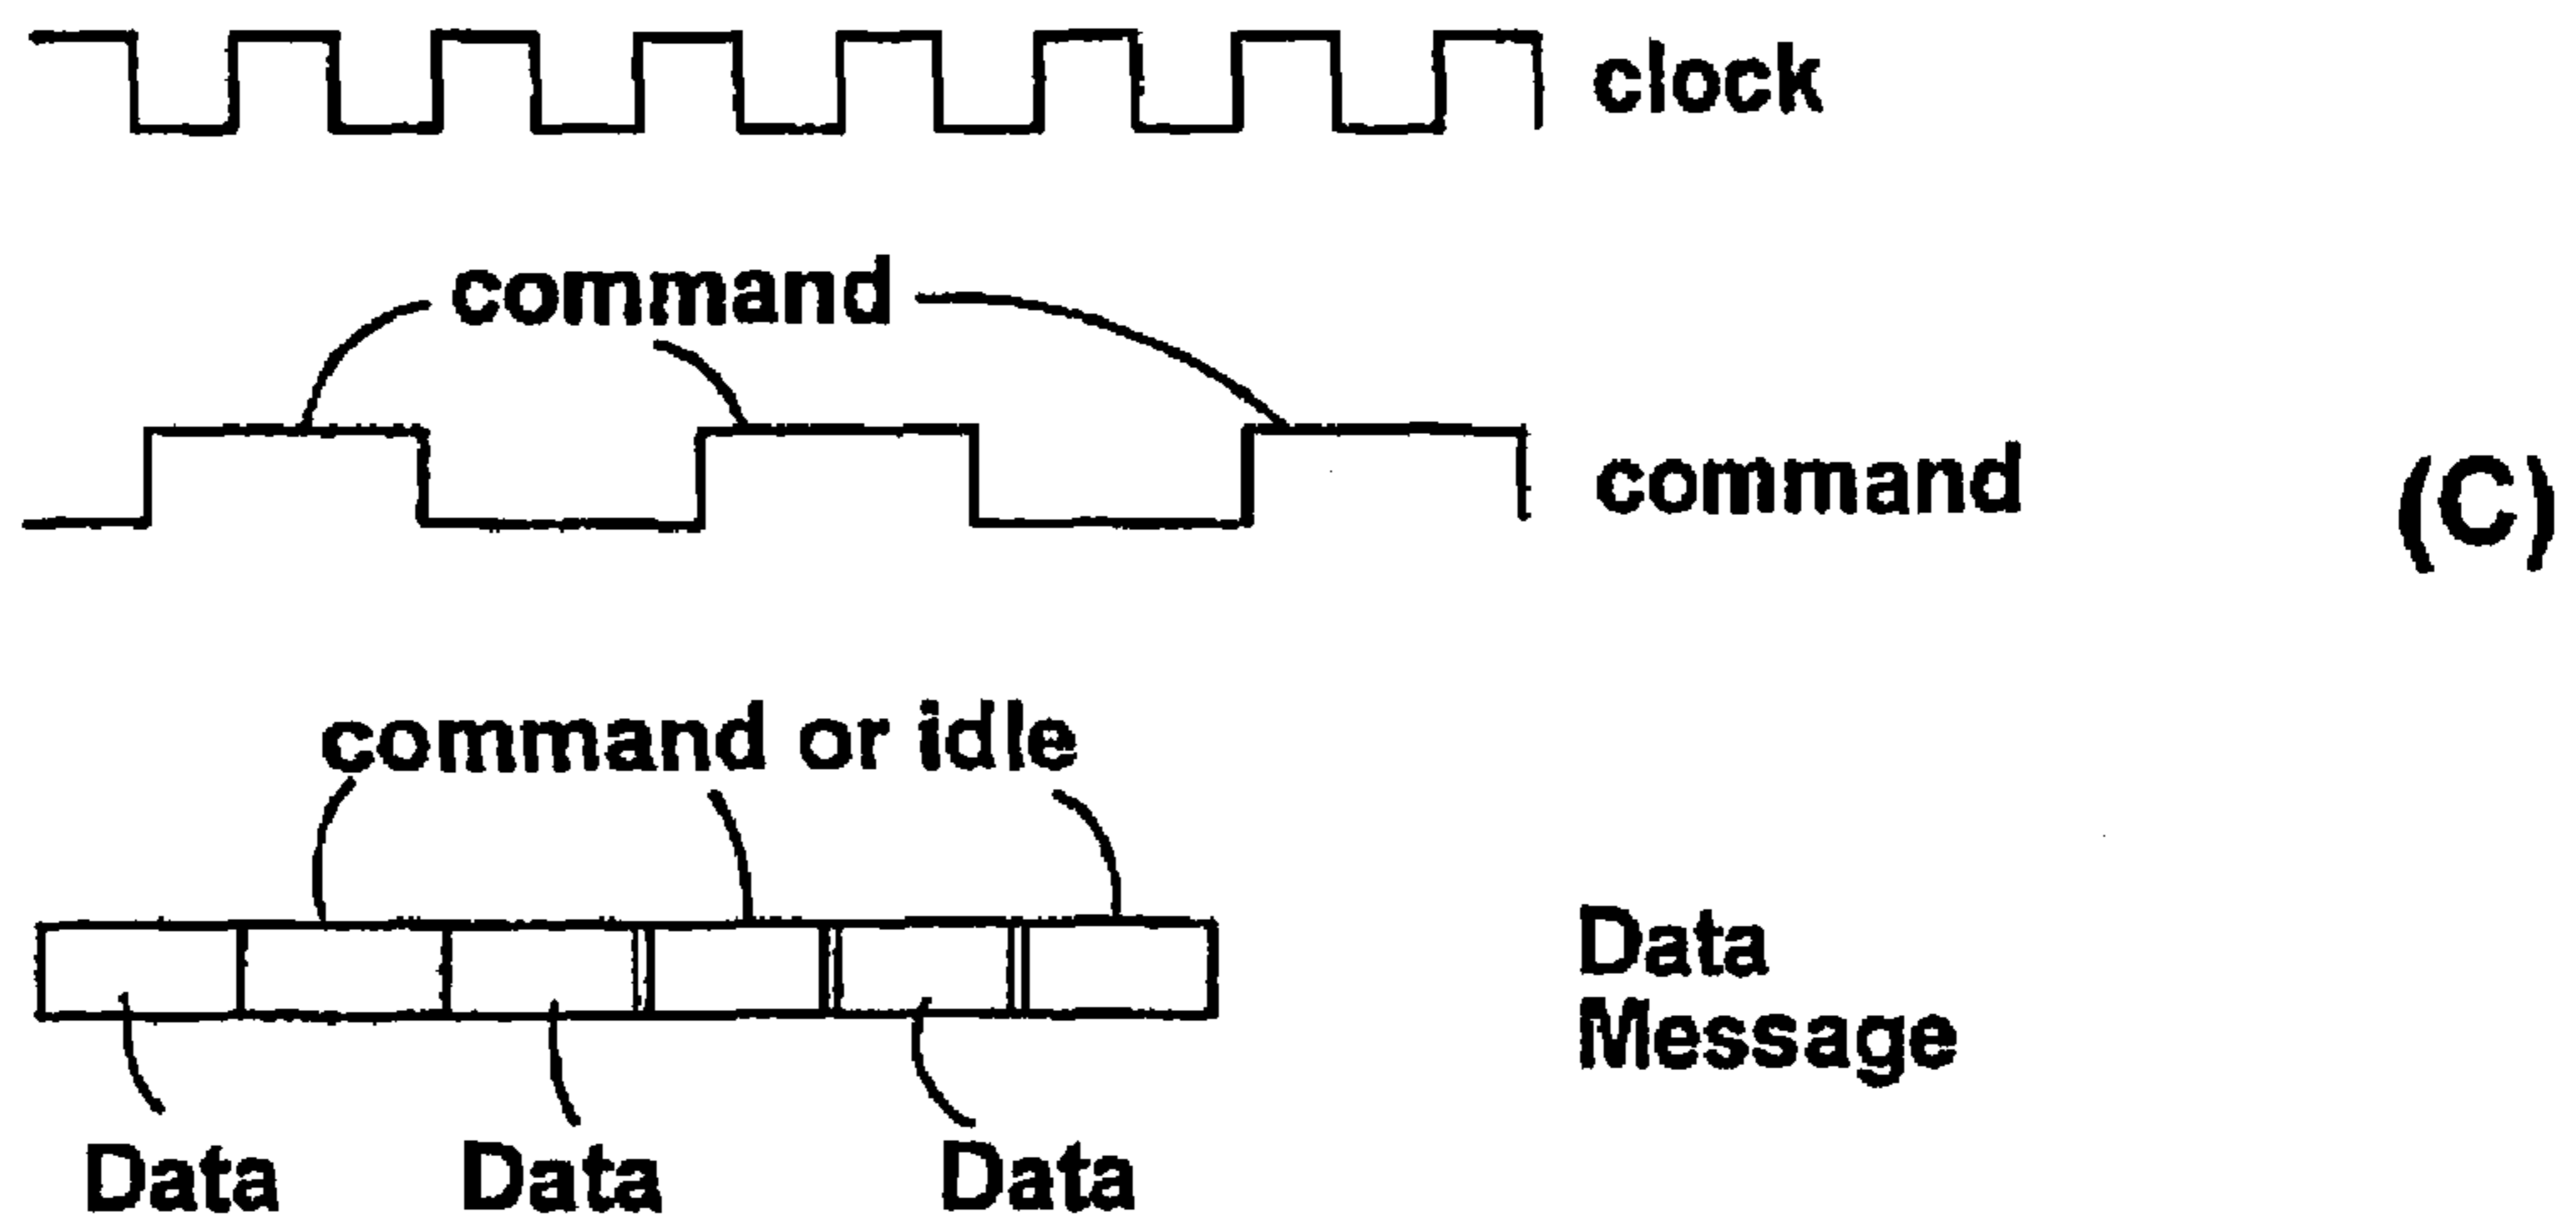 clock
command
command
(C)
command or idle
Data
Message
Data
Data
Data